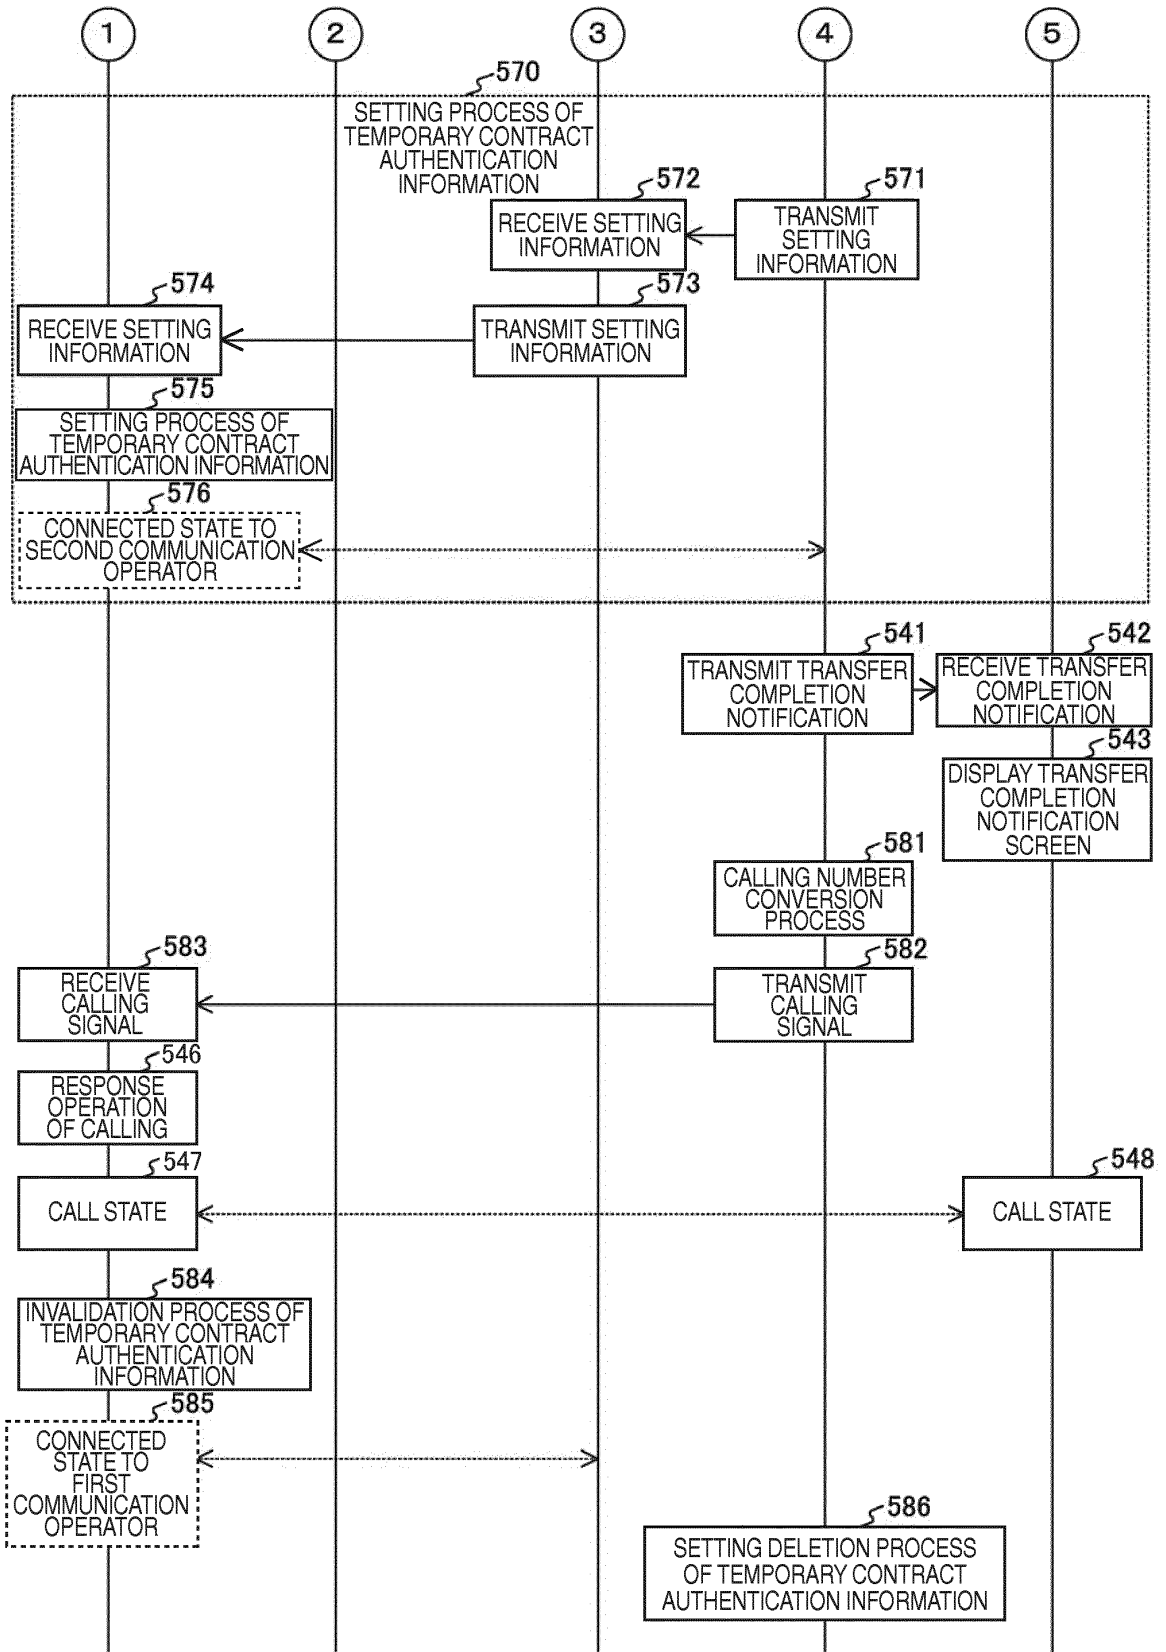 1
2
3
4
5
570
SETTING PROCESS OF
TEMPORARY CONTRACT
AUTHENTICATION
INFORMATION
572
571
RECEIVE SETTING
INFORMATION
TRANSMIT
SETTING
INFORMATION
574
573
RECEIVE SETTING
INFORMATION
TRANSMIT SETTING
INFORMATION
575
SETTING PROCESS OF
TEMPORARY CONTRACT
AUTHENTICATION INFORMATION
576
CONNECTED STATE TO
SECOND COMMUNICATION
OPERATOR
541
542
TRANSMIT TRANSFER
COMPLETION
NOTIFICATION
RECEIVE TRANSFER
COMPLETION
NOTIFICATION
543
DISPLAY TRANSFER
COMPLETION
NOTIFICATION
SCREEN
581
CALLING NUMBER
CONVERSION
PROCESS
583
582
RECEIVE
CALLING
SIGNAL
TRANSMIT
CALLING
SIGNAL
546
RESPONSE
OPERATION
OF CALLING
547
548
CALL STATE
CALL STATE
584
INVALIDATION PROCESS OF
TEMPORARY CONTRACT
AUTHENTICATION
INFORMATION
585
CONNECTED
STATE TO
FIRST
COMMUNICATION
OPERATOR
586
SETTING DELETION PROCESS
OF TEMPORARY CONTRACT
AUTHENTICATION INFORMATION